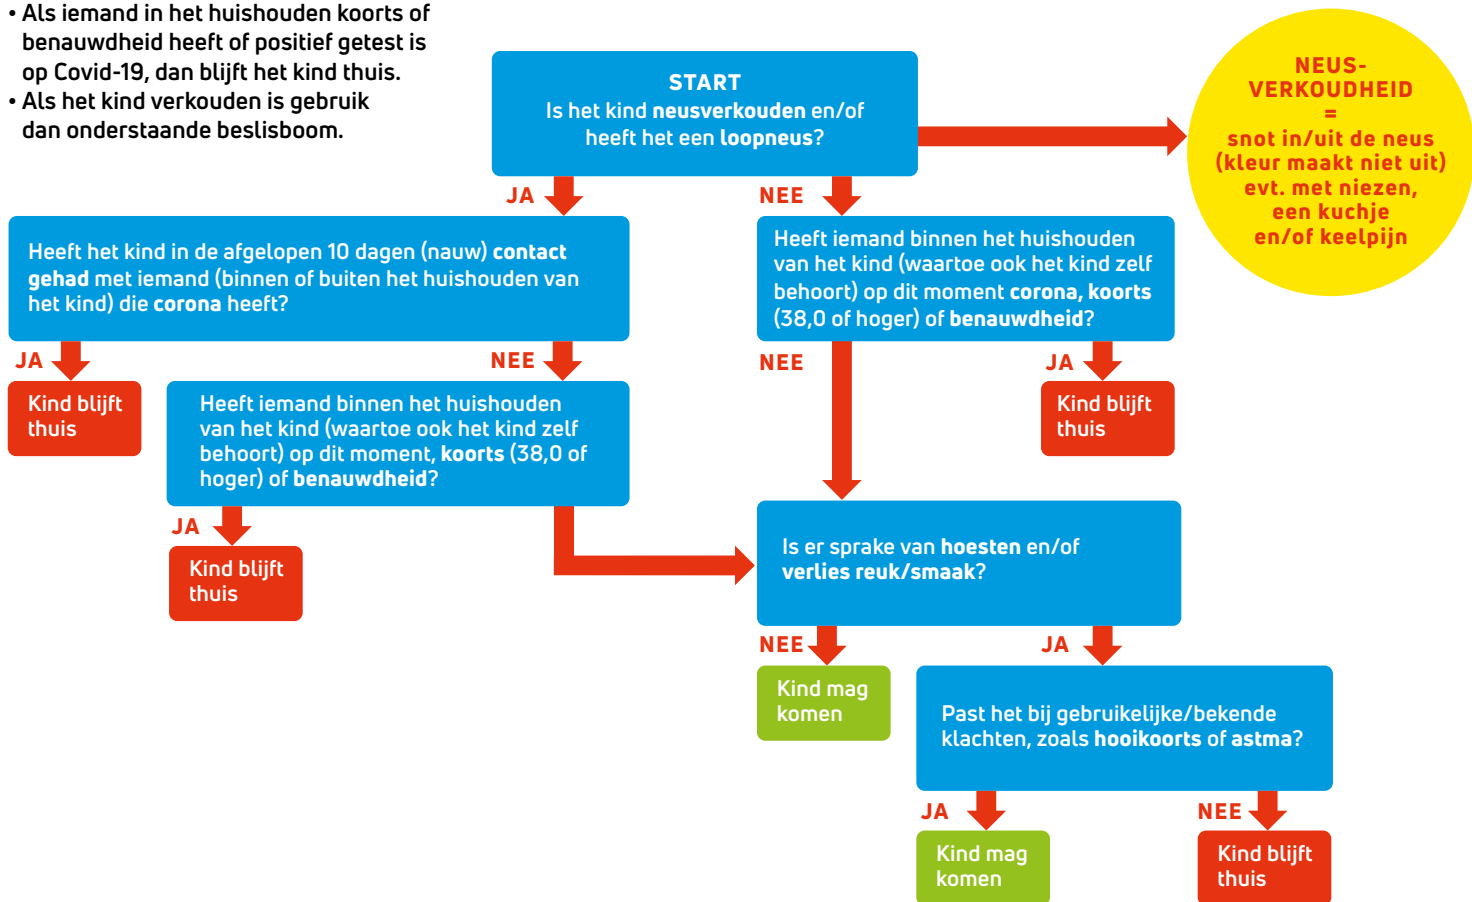 • Als iemand in het huishouden koorts of
benauwdheid heeft of positief getest is
op Covid-19, dan blijft het kind thuis.
• Als het kind verkouden is gebruik
dan onderstaande beslisboom.
START
Is het kind neusverkouden en/of
heeft het een loopneus?
NEUS-
VERKOUDHEID
=
snot in/uit de neus
(kleur maakt niet uit)
evt. met niezen,
een kuchje
en/of keelpijn
JA
NEE
Heeft het kind in de afgelopen 10 dagen (nauw) contact
gehad met iemand (binnen of buiten het huishouden van
het kind) die corona heeft?
Heeft iemand binnen het huishouden
van het kind (waartoe ook het kind zelf
behoort) op dit moment corona, koorts
(38,0 of hoger) of benauwdheid?
JA
NEE
NEE
JA
Kind blijft
thuis
Heeft iemand binnen het huishouden
van het kind (waartoe ook het kind zelf
behoort) op dit moment, koorts (38,0 of
hoger) of benauwdheid?
Kind blijft
thuis
JA
Kind blijft
thuis
Is er sprake van hoesten en/of
verlies reuk/smaak?
NEE
JA
Kind mag
komen
Past het bij gebruikelijke/bekende
klachten, zoals hooikoorts of astma?
JA
NEE
Kind mag
komen
Kind blijft
thuis